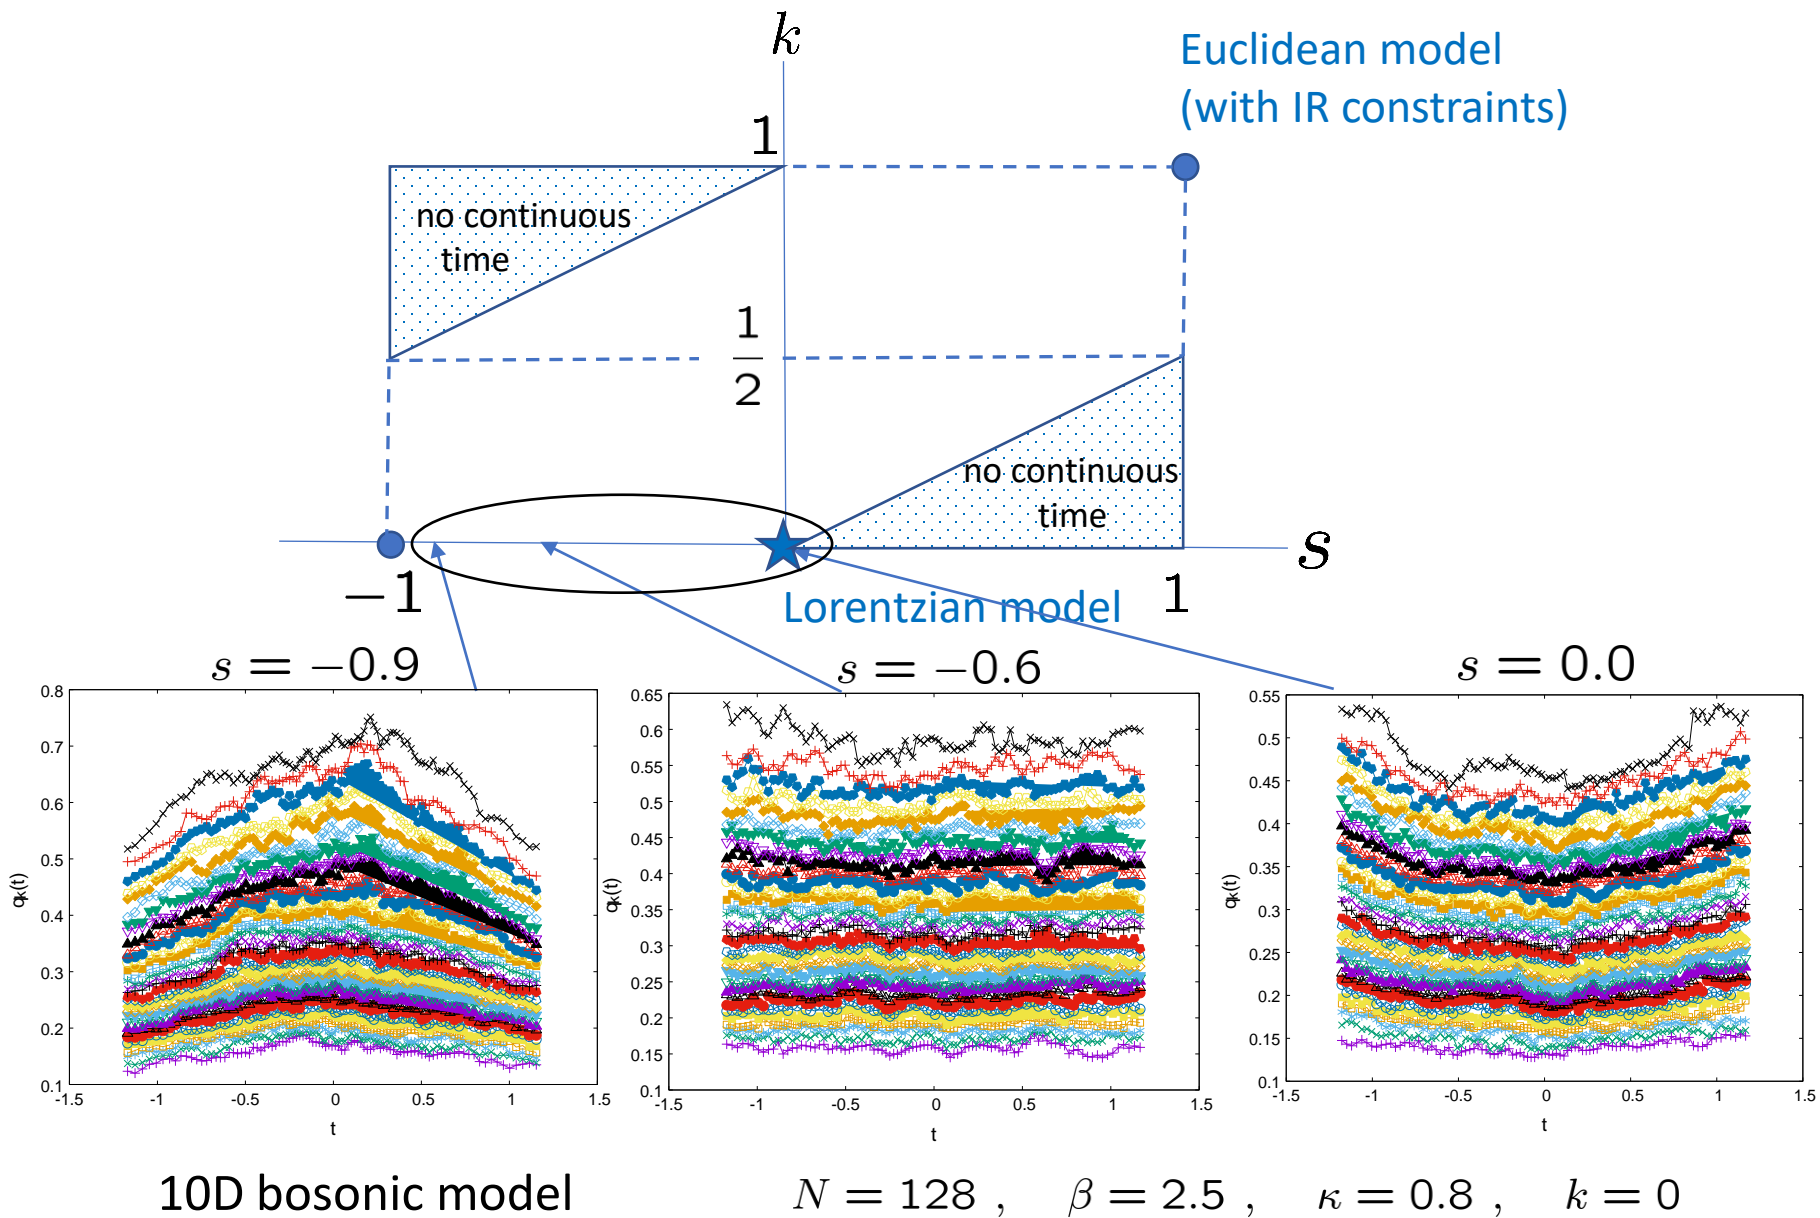 k
Euclidean model
(with IR constraints)
1
no continuous
time
1
2
no continuous
time
s
−1
1
Lorentzian model
s = −0.9
s = −0.6
s = 0.0
0.8
0.7
0.6
0.5
0.4
0.3
0.2
0.1
-1.5
-1
-0.5
0
0.5
1
1.5
qk(t)
t
0.65
0.6
0.55
0.5
0.45
0.4
0.35
0.3
0.25
0.2
0.15
0.1
-1.5
-1
-0.5
0
0.5
1
1.5
qk(t)
t
0.55
0.5
0.45
0.4
0.35
0.3
0.25
0.2
0.15
0.1
-1.5
-1
-0.5
0
0.5
1
1.5
qk(t)
t
10D bosonic model
N = 128 , β = 2.5 , κ = 0.8 , k = 0